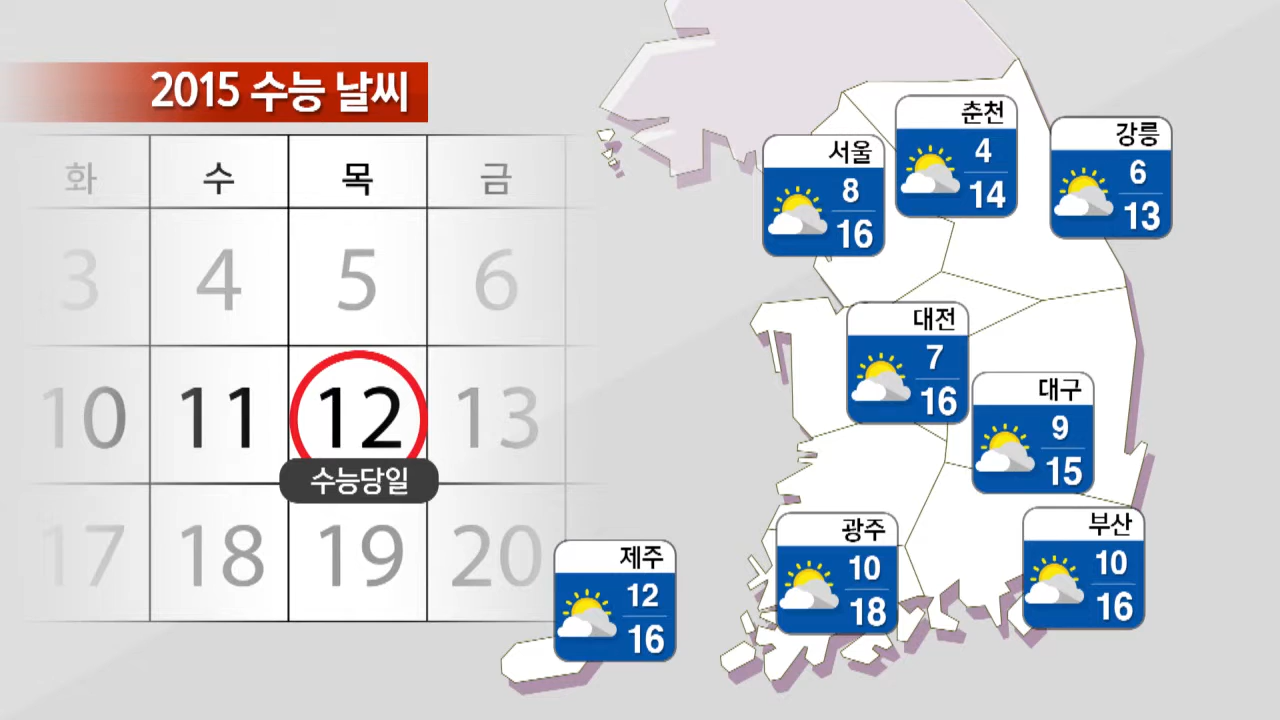 2015 수능 날씨
화 수 목 금
3 4 5 6
10 11 12 13
수능당일
17 18 19 20
서울
8
16
춘천
4
14
강릉
6
13
대전
7
16
대구
9
15
광주
10
18
부산
10
16
제주
12
16